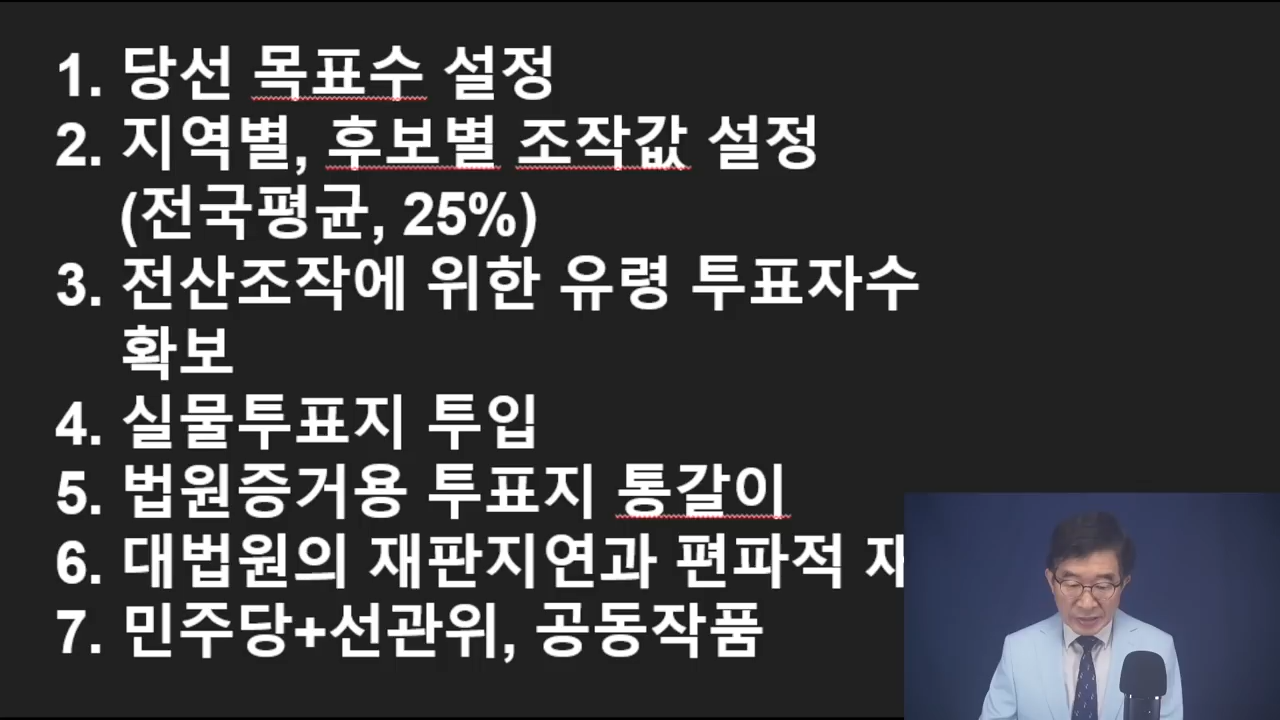 1. 당선 목표수 설정
2. 지역별, 후보별 조작값 설정
(전국평균, 25%)
3. 전산조작에 위한 유령 투표자수
확보
4. 실물투표지 투입
5. 법원증거용 투표지 통갈이
6. 대법원의 재판지연과 편파적
7. 민주당+선관위, 공동작품